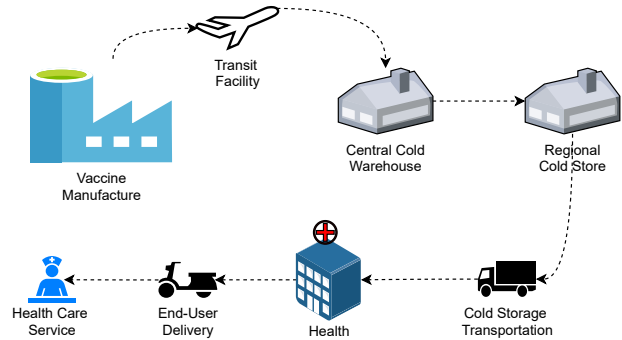 Transit
Facility
Vaccine
Manufacture
Central Cold
Warehouse
Regional
Cold Store
Health Care
Service
End-User
Delivery
Health
Cold Storage
Transportation